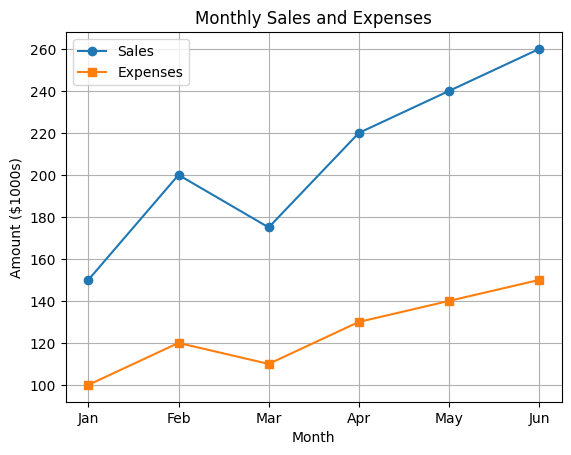 Monthly Sales and Expenses
Sales
Expenses
Amount ($1000s)
260
240
220
200
180
160
140
120
100
Jan Feb Mar Apr May Jun
Month